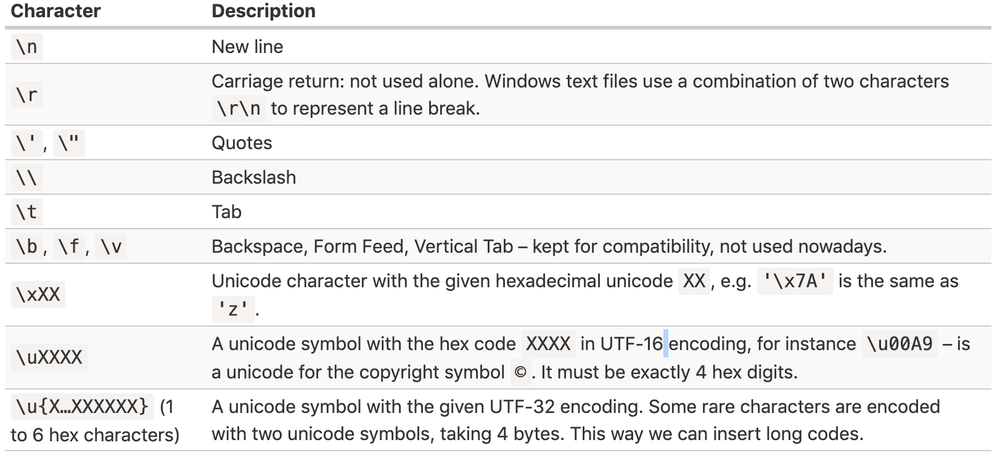 Character Description
\n New line
Carriage return: not used alone. Windows text files use a combination of two characters
\r
\r\n to represent a line break.
\', \" Quotes
\\ Backslash
\t Tab
\b, \f, \v Backspace, Form Feed, Vertical Tab – kept for compatibility, not used nowadays.
Unicode character with the given hexadecimal unicode XX, e.g. '\x7A' is the same as
\xXX
'z'.
A unicode symbol with the hex code XXXX in UTF-16 encoding, for instance \u00A9 – is
\uXXXX
a unicode for the copyright symbol ©. It must be exactly 4 hex digits.
\u{X…XXXXXX} (1 A unicode symbol with the given UTF-32 encoding. Some rare characters are encoded
to 6 hex characters) with two unicode symbols, taking 4 bytes. This way we can insert long codes.